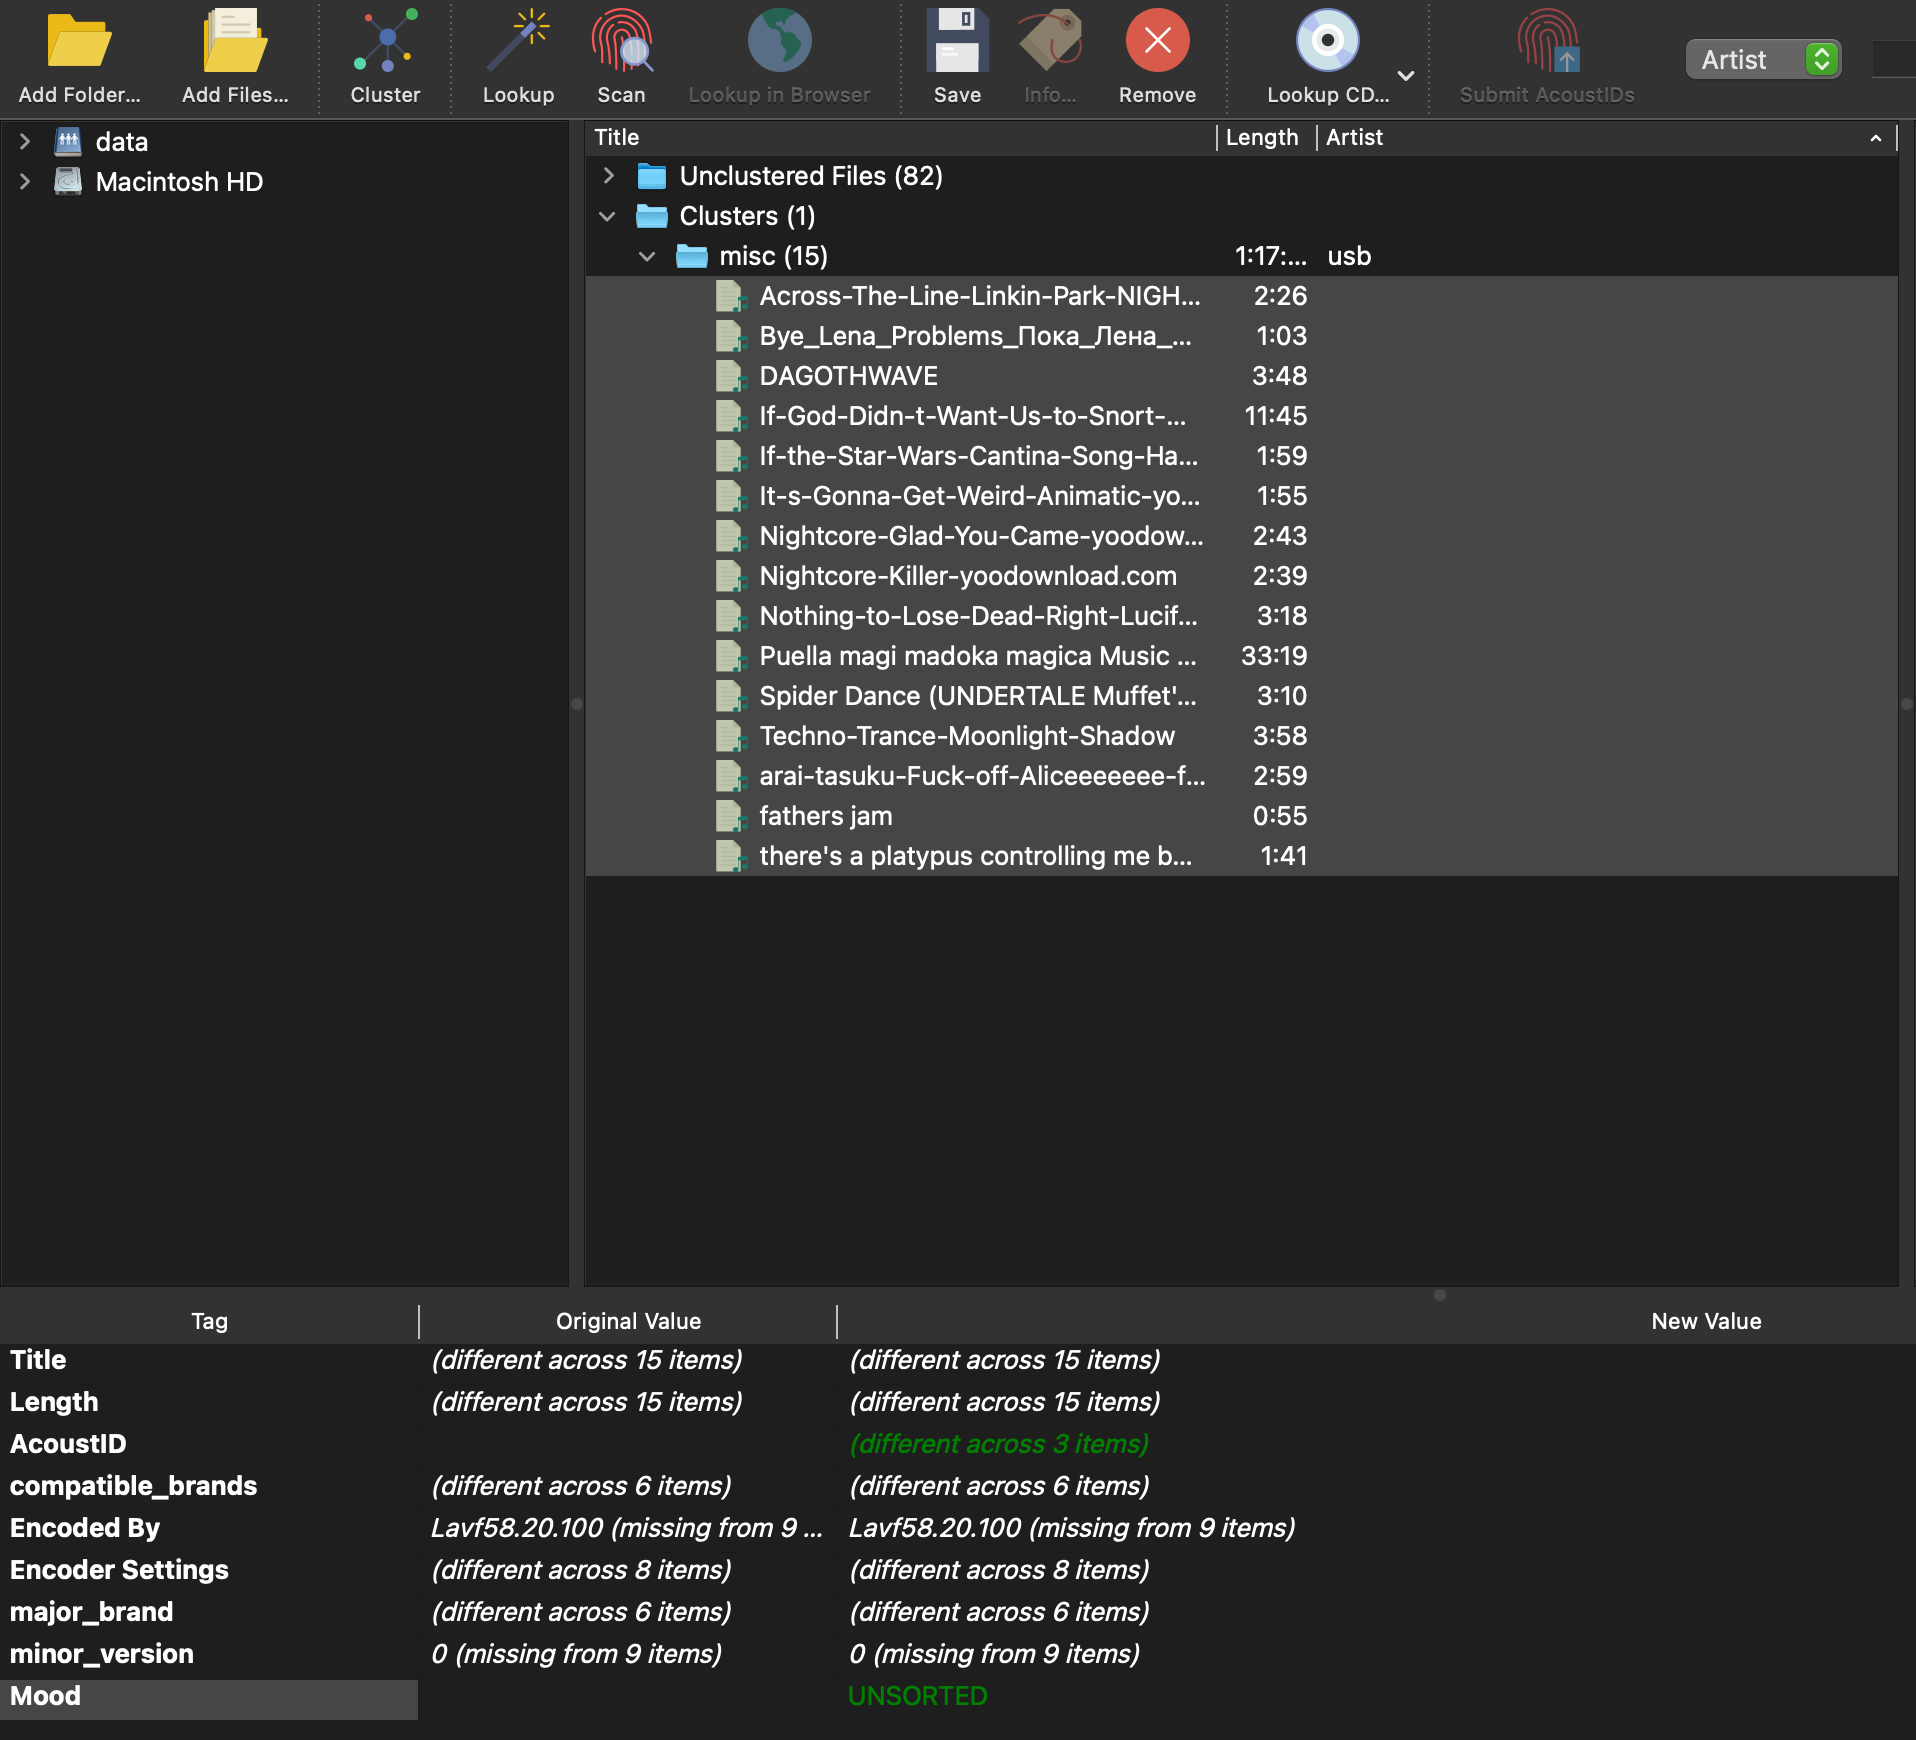 Add Folder... Add Files... Cluster Lookup Scan Lookup in Browser Save Info... Remove Lookup CD... Submit AcoustIDs Artist
data
Macintosh HD
Title Length Artist
Unclustered Files (82)
Clusters (1)
misc (15) 1:17:... usb
Across-The-Line-Linkin-Park-NIGH... 2:26
Bye_Lena_Problems_Пока_Лена_... 1:03
DAGOTHWAVE 3:48
If-God-Didn-t-Want-Us-to-Snort-... 11:45
If-the-Star-Wars-Cantina-Song-Ha... 1:59
It-s-Gonna-Get-Weird-Animatic-yo... 1:55
Nightcore-Glad-You-Came-yoodow... 2:43
Nightcore-Killer-yoodownload.com 2:39
Nothing-to-Lose-Dead-Right-Lucif... 3:18
Puella magi madoka magica Music ... 33:19
Spider Dance (UNDERTALE Muffet'... 3:10
Techno-Trance-Moonlight-Shadow 3:58
arai-tasuku-Fuck-off-Aliceeeeeee-f... 2:59
fathers jam 0:55
there's a platypus controlling me b... 1:41
Tag Original Value New Value
Title (different across 15 items) (different across 15 items)
Length (different across 15 items) (different across 15 items)
AcoustID (different across 3 items)
compatible_brands (different across 6 items) (different across 6 items)
Encoded By Lavf58.20.100 (missing from 9 ... Lavf58.20.100 (missing from 9 items)
Encoder Settings (different across 8 items) (different across 8 items)
major_brand (different across 6 items) (different across 6 items)
minor_version 0 (missing from 9 items) 0 (missing from 9 items)
Mood UNSORTED